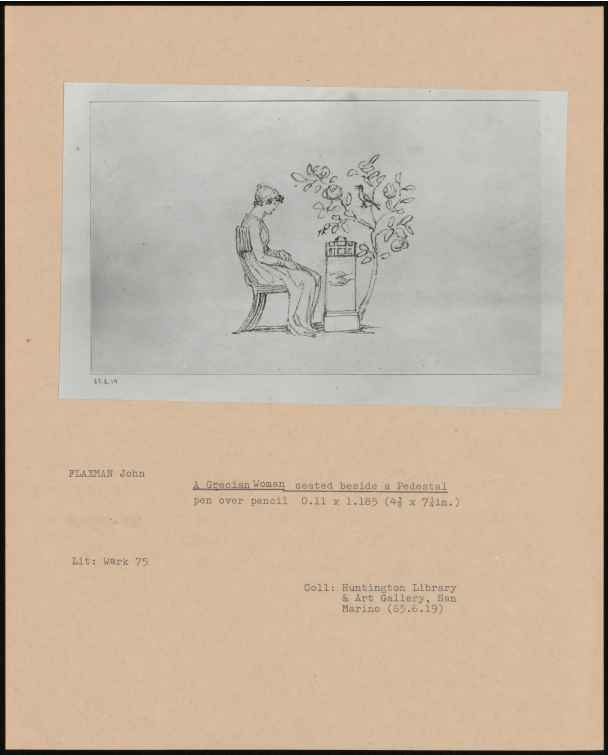 65.6.19
FLAXMAN John
A Grecian Woman seated beside a Pedestal
pen over pencil 0.11 x 1.185 (4⅜ x 7¼in.)
Lit: Wark 75
Coll: Huntington Library
& Art Gallery, San
Marino (65.6.19)